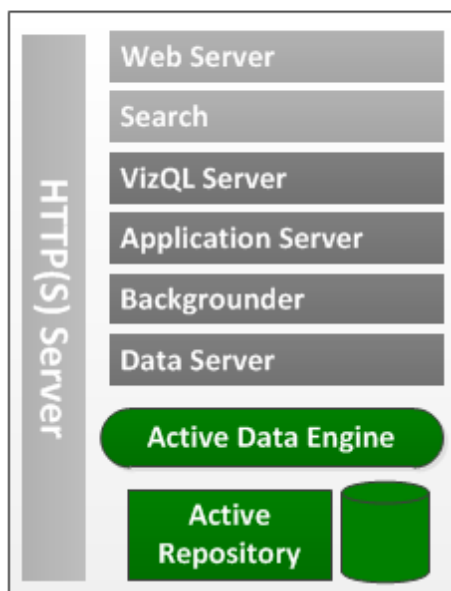 HTTP(S) Server
Web Server
Search
VizQL Server
Application Server
Backgrounder
Data Server
Active Data Engine
Active
Repository